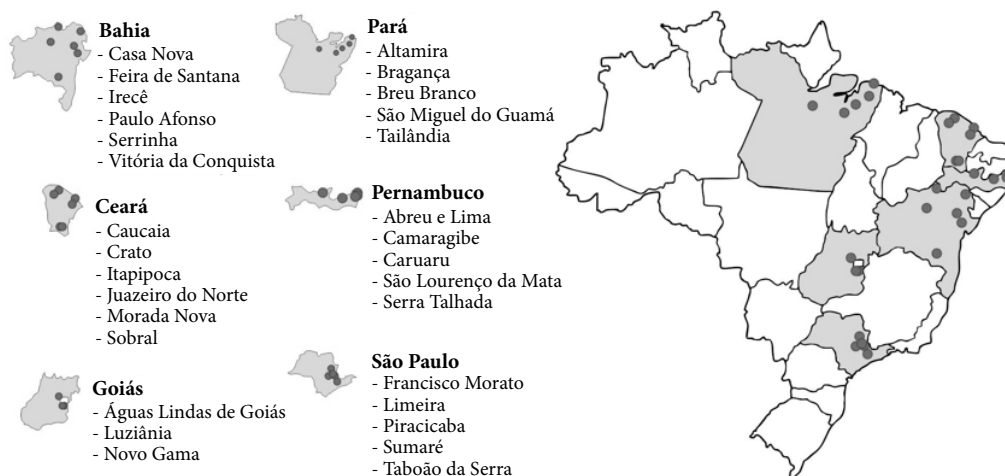 Bahia
- Casa Nova
- Feira de Santana
- Irecê
- Paulo Afonso
- Serrinha
- Vitória da Conquista
Ceará
- Caucaia
- Crato
- Itapipoca
- Juazeiro do Norte
- Morada Nova
- Sobral
Goiás
- Águas Lindas de Goiás
- Luziânia
- Novo Gama
Pará
- Altamira
- Bragança
- Breu Branco
- São Miguel do Guamá
- Tailândia
Pernambuco
- Abreu e Lima
- Camaragibe
- Caruaru
- São Lourenço da Mata
- Serra Talhada
São Paulo
- Francisco Morato
- Limeira
- Piracicaba
- Sumaré
- Taboão da Serra